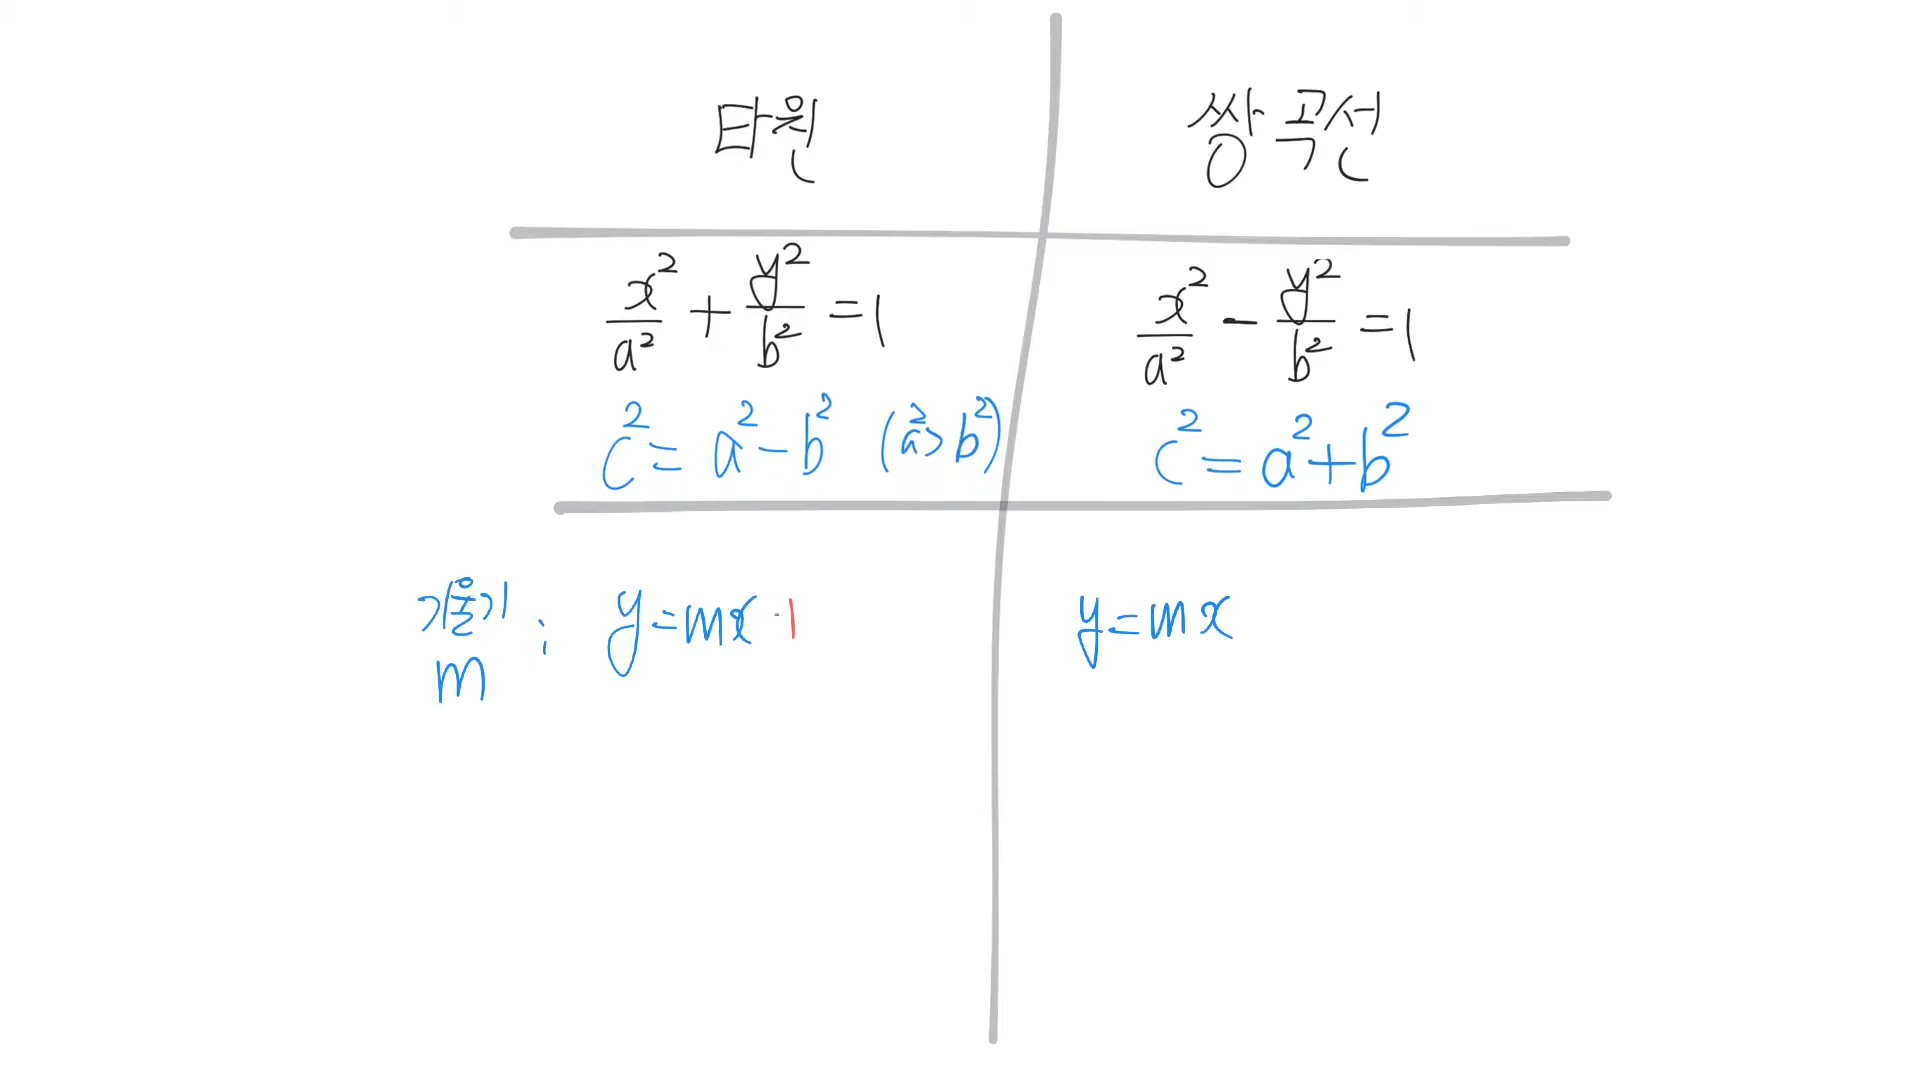 타원 쌍곡선
x²/a² + y²/b² = 1
x²/a² - y²/b² = 1
c² = a² - b² (a² > b²)
c² = a² + b²
기울기 m : y = mx
y = mx